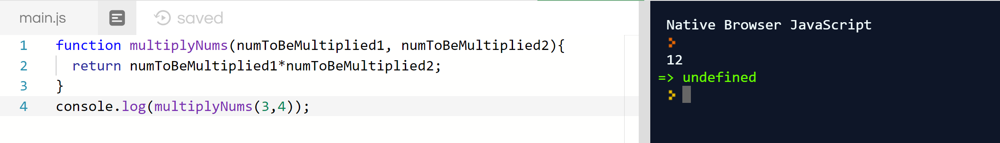 main.js
saved
1 function multiplyNums(numToBeMultiplied1, numToBeMultiplied2){
2 return numToBeMultiplied1*numToBeMultiplied2;
3 }
4 console.log(multiplyNums(3,4));
Native Browser JavaScript
>
12
=> undefined
>